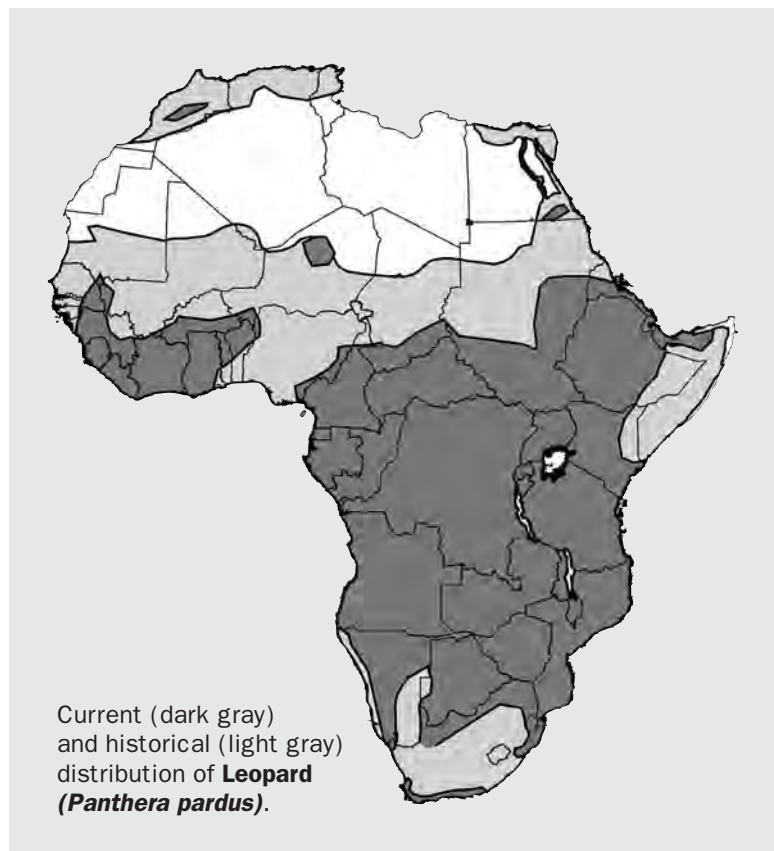 Current (dark gray)
and historical (light gray)
distribution of Leopard
(Panthera pardus).